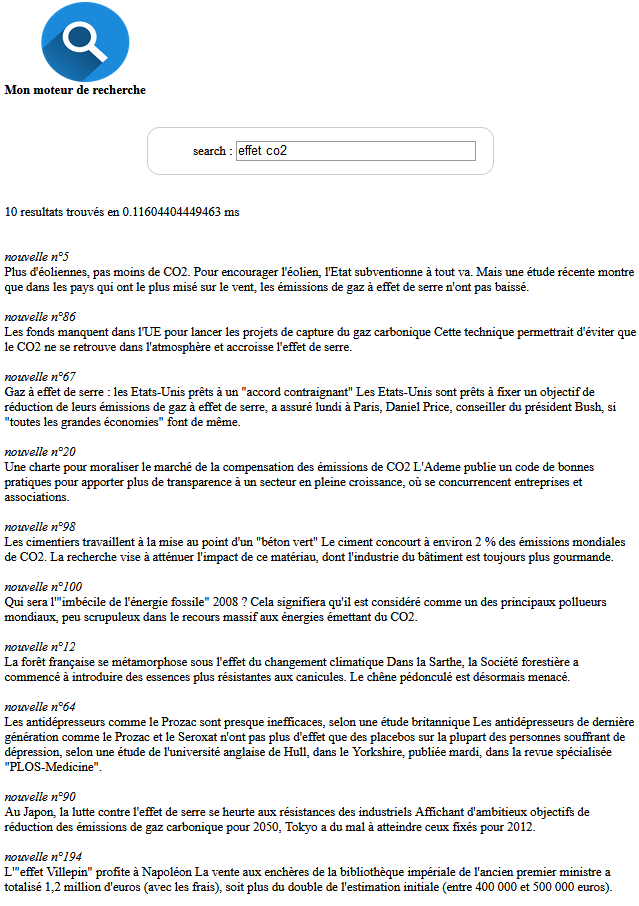 Mon moteur de recherche
search : effet co2
10 resultats trouvés en 0.11604404449463 ms
nouvelle n°5
Plus d'éoliennes, pas moins de CO2. Pour encourager l'éolien, l'Etat subventionne à tout va. Mais une étude récente montre
que dans les pays qui ont le plus misé sur le vent, les émissions de gaz à effet de serre n'ont pas baissé.
nouvelle n°86
Les fonds manquent dans l'UE pour lancer les projets de capture du gaz carbonique Cette technique permettrait d'éviter que
le CO2 ne se retrouve dans l'atmosphère et accroisse l'effet de serre.
nouvelle n°67
Gaz à effet de serre : les Etats-Unis prêts à un "accord contraignant" Les Etats-Unis sont prêts à fixer un objectif de
réduction de leurs émissions de gaz à effet de serre, a assuré lundi à Paris, Daniel Price, conseiller du président Bush, si
"toutes les grandes économies" font de même.
nouvelle n°20
Une charte pour moraliser le marché de la compensation des émissions de CO2 L'Ademe publie un code de bonnes
pratiques pour apporter plus de transparence à un secteur en pleine croissance, où se concurrencent entreprises et
associations.
nouvelle n°98
Les cimentiers travaillent à la mise au point d'un "béton vert" Le ciment concourt à environ 2 % des émissions mondiales
de CO2. La recherche vise à atténuer l'impact de ce matériau, dont l'industrie du bâtiment est toujours plus gourmande.
nouvelle n°100
Qui sera l'"imbécile de l'énergie fossile" 2008 ? Cela signifiera qu'il est considéré comme un des principaux pollueurs
mondiaux, peu scrupuleux dans le recours massif aux énergies émettant du CO2.
nouvelle n°12
La forêt française se métamorphose sous l'effet du changement climatique Dans la Sarthe, la Société forestière a
commencé à introduire des essences plus résistantes aux canicules. Le chêne pédonculé est désormais menacé.
nouvelle n°64
Les antidépresseurs comme le Prozac sont presque inefficaces, selon une étude britannique Les antidépresseurs de dernière
génération comme le Prozac et le Seroxat n'ont pas plus d'effet que des placebos sur la plupart des personnes souffrant de
dépression, selon une étude de l'université anglaise de Hull, dans le Yorkshire, publiée mardi, dans la revue spécialisée
"PLOS-Medicine".
nouvelle n°90
Au Japon, la lutte contre l'effet de serre se heurte aux résistances des industriels Affichant d'ambitieux objectifs de
réduction des émissions de gaz carbonique pour 2050, Tokyo a du mal à atteindre ceux fixés pour 2012.
nouvelle n°194
L'"effet Villepin" profite à Napoléon La vente aux enchères de la bibliothèque impériale de l'ancien premier ministre a
totalisé 1,2 million d'euros (avec les frais), soit plus du double de l'estimation initiale (entre 400 000 et 500 000 euros).